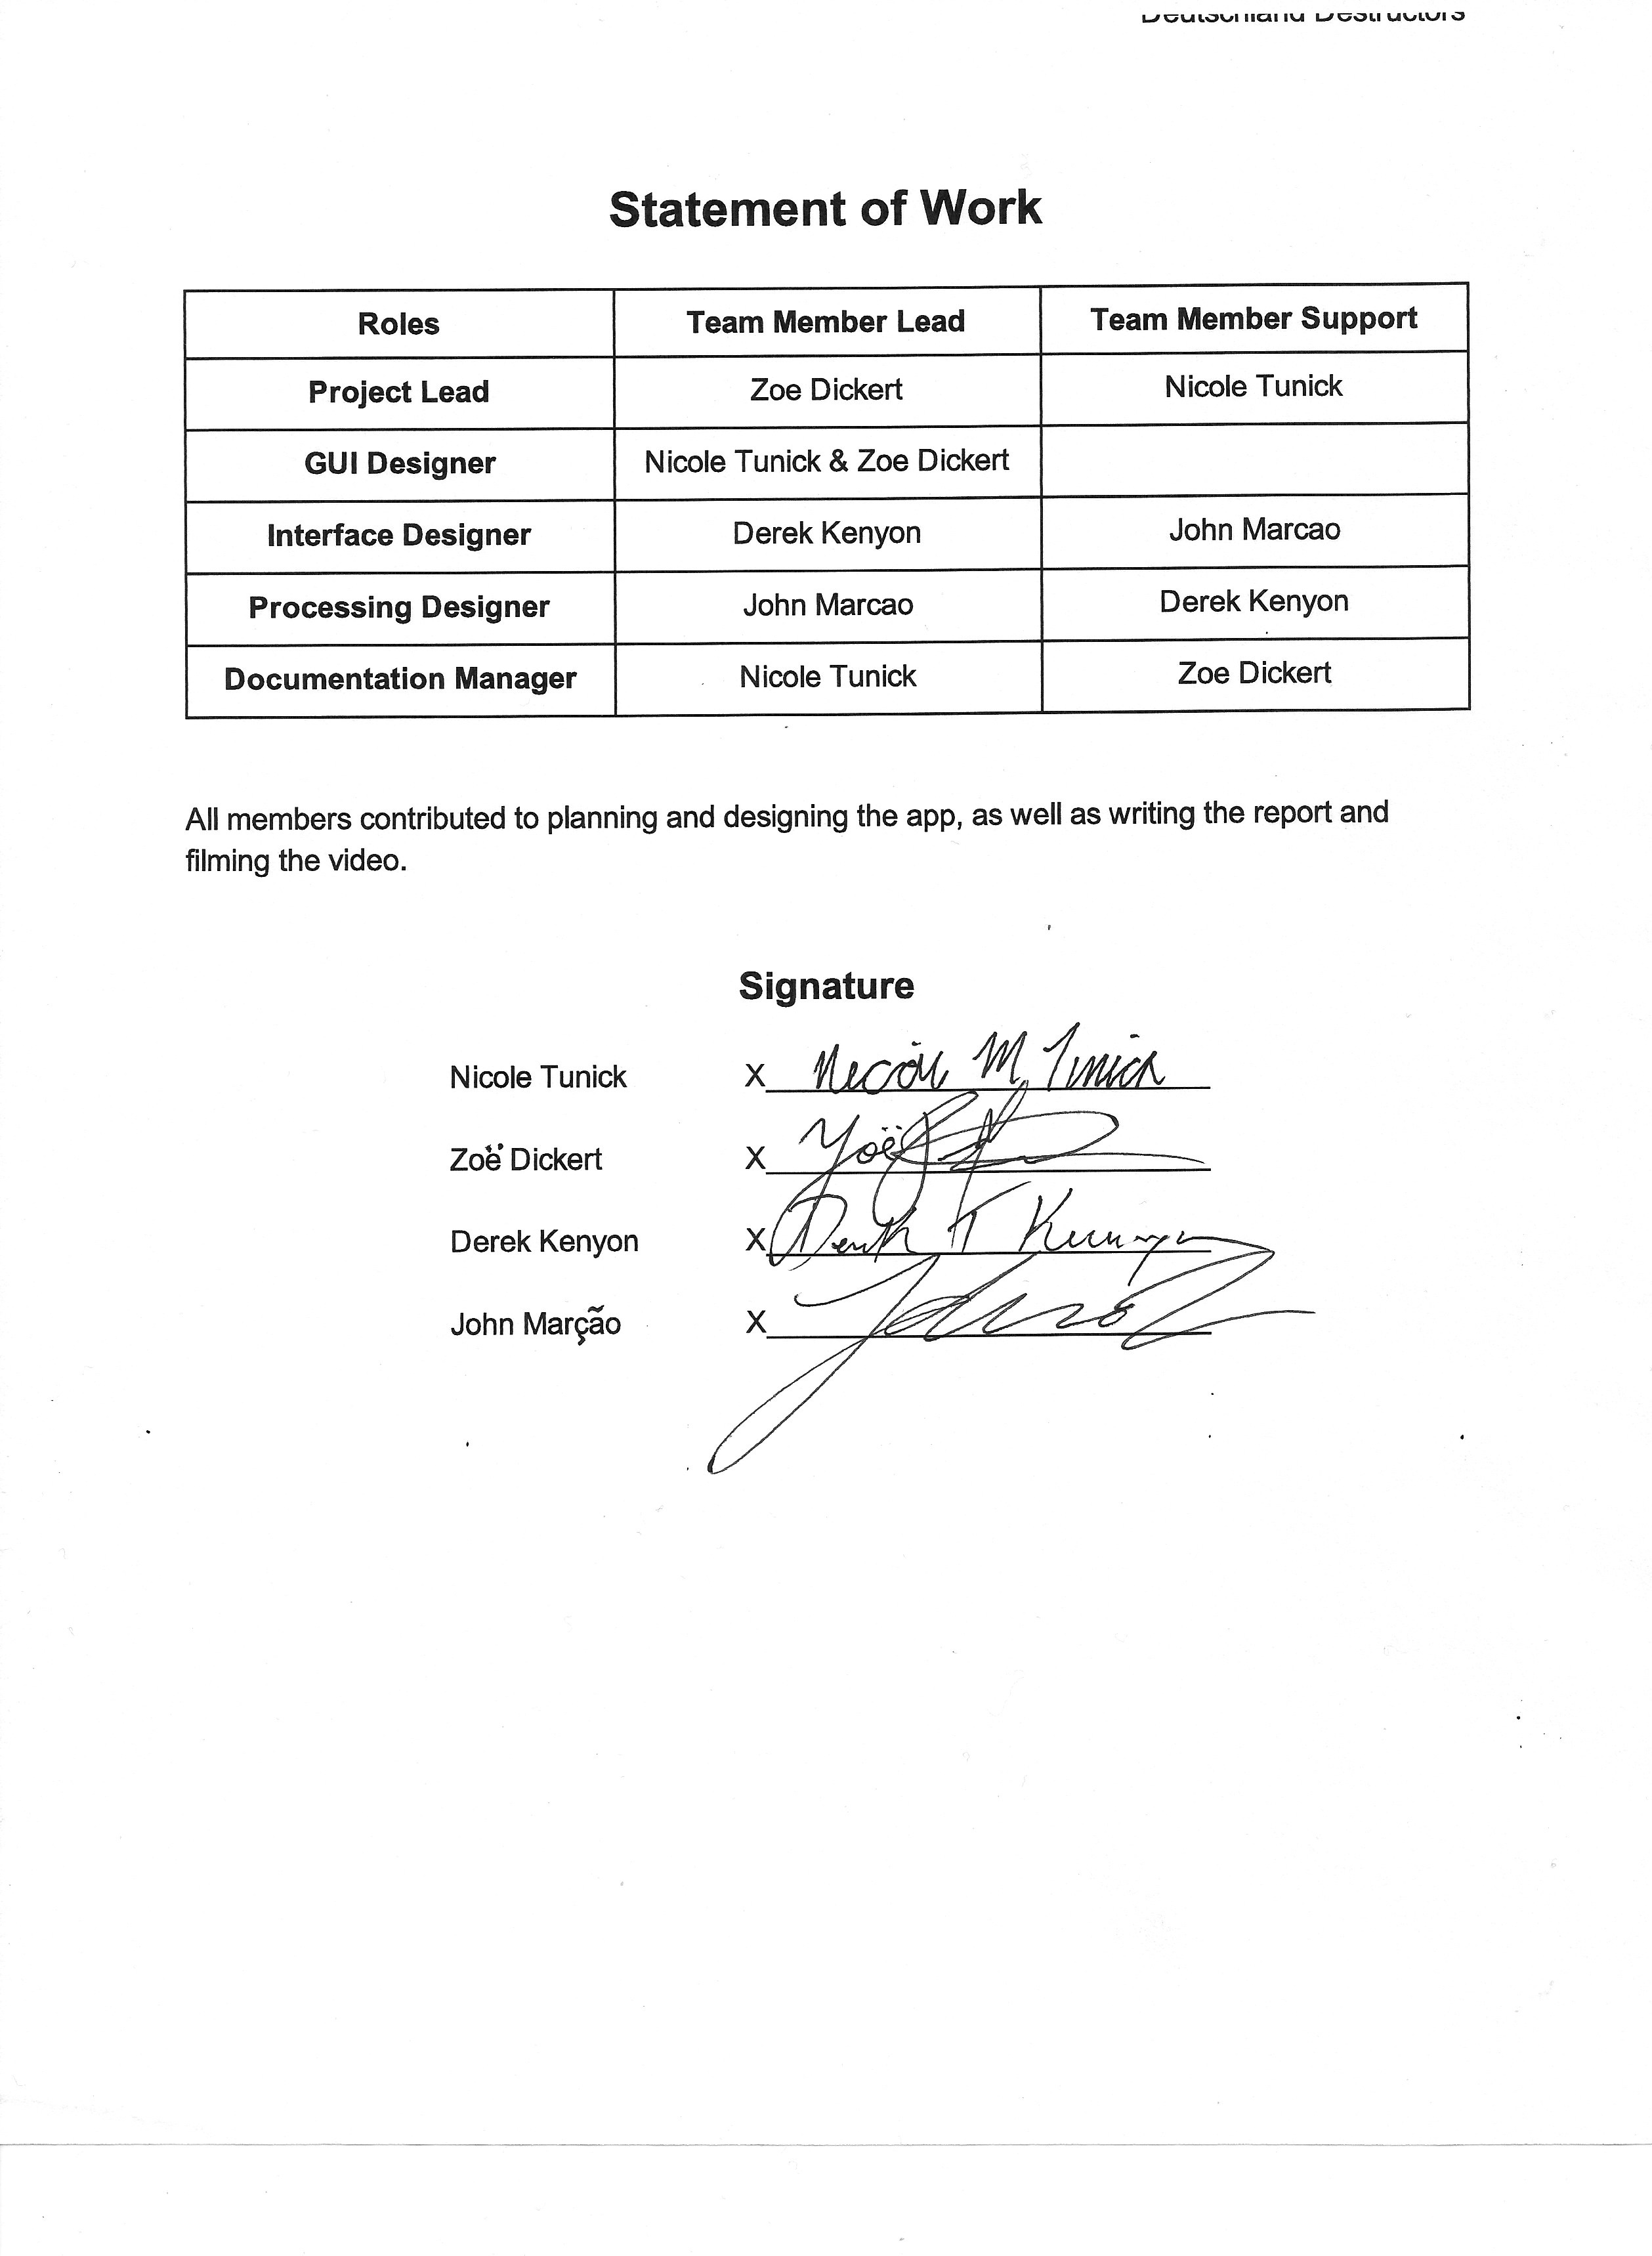 Deutschland Destructors
Statement of Work
Roles Team Member Lead Team Member Support
Project Lead Zoe Dickert Nicole Tunick
GUI Designer Nicole Tunick & Zoe Dickert
Interface Designer Derek Kenyon John Marcao
Processing Designer John Marcao Derek Kenyon
Documentation Manager Nicole Tunick Zoe Dickert
All members contributed to planning and designing the app, as well as writing the report and
filming the video.
Signature
Nicole Tunick X Nicole M Tunick
Zoë Dickert X Zoë
Derek Kenyon X Derek T Kenyon
John Marção X